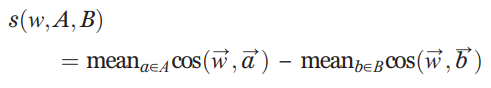 s(w,A,B)
= mean_{a∈A}cos(w⃗,a⃗) − mean_{b∈B}cos(w⃗,b⃗)